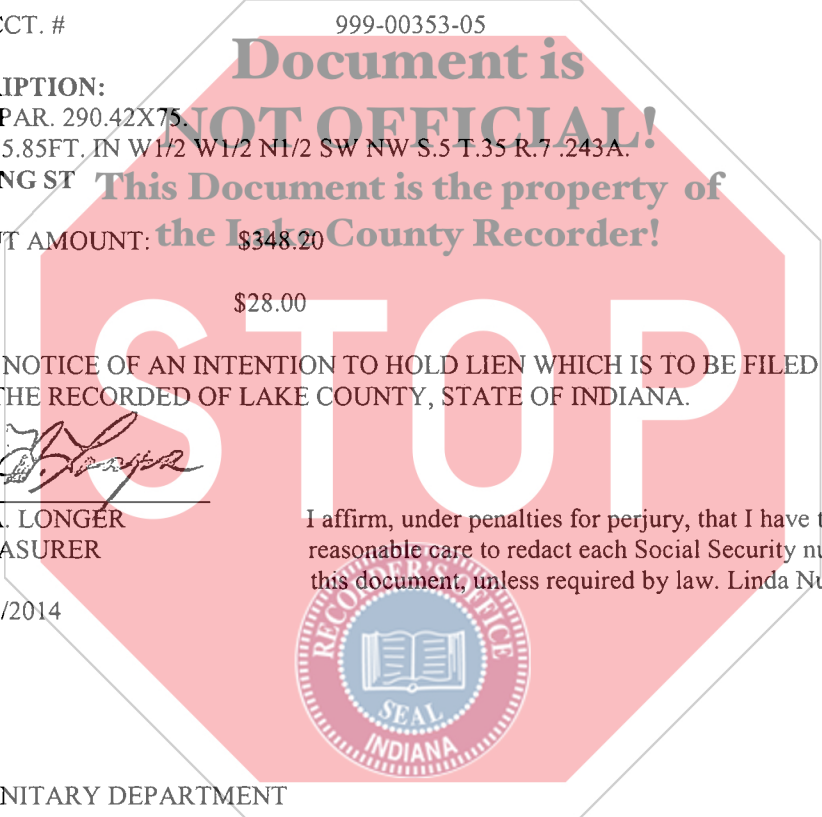 CCT. # 999-00353-05
Document is
IPTION:
PAR. 290.42X75.
NOT OFFICIAL!
5.85FT. IN W1/2 W1/2 N1/2 SW NW S.5 T.35 R.7 .243A.
NG ST
This Document is the property of
T AMOUNT: $348.20
the Lake County Recorder!
$28.00
STOP
NOTICE OF AN INTENTION TO HOLD LIEN WHICH IS TO BE FILED
THE RECORDED OF LAKE COUNTY, STATE OF INDIANA.
. LONGER
ASURER
I affirm, under penalties for perjury, that I have t
reasonable care to redact each Social Security nu
this document, unless required by law. Linda Nu
/2014
RECORDER'S OFFICE
SEAL
INDIANA
NITARY DEPARTMENT